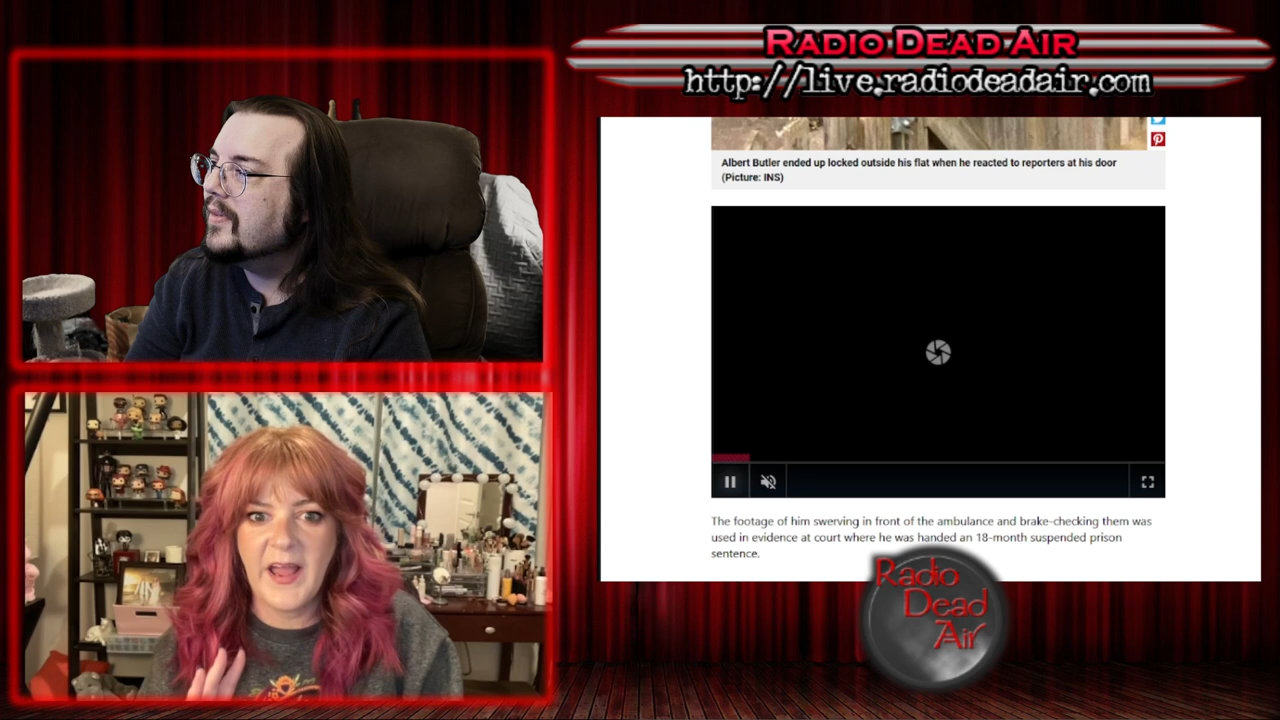 Radio Dead Air
http://live.radiodeadair.com
Albert Butler ended up locked outside his flat when he reacted to reporters at his door
(Picture: INS)
The footage of him swerving in front of the ambulance and brake-checking them was
used in evidence at court where he was handed an 18-month suspended prison
sentence.
Radio
Dead
Air